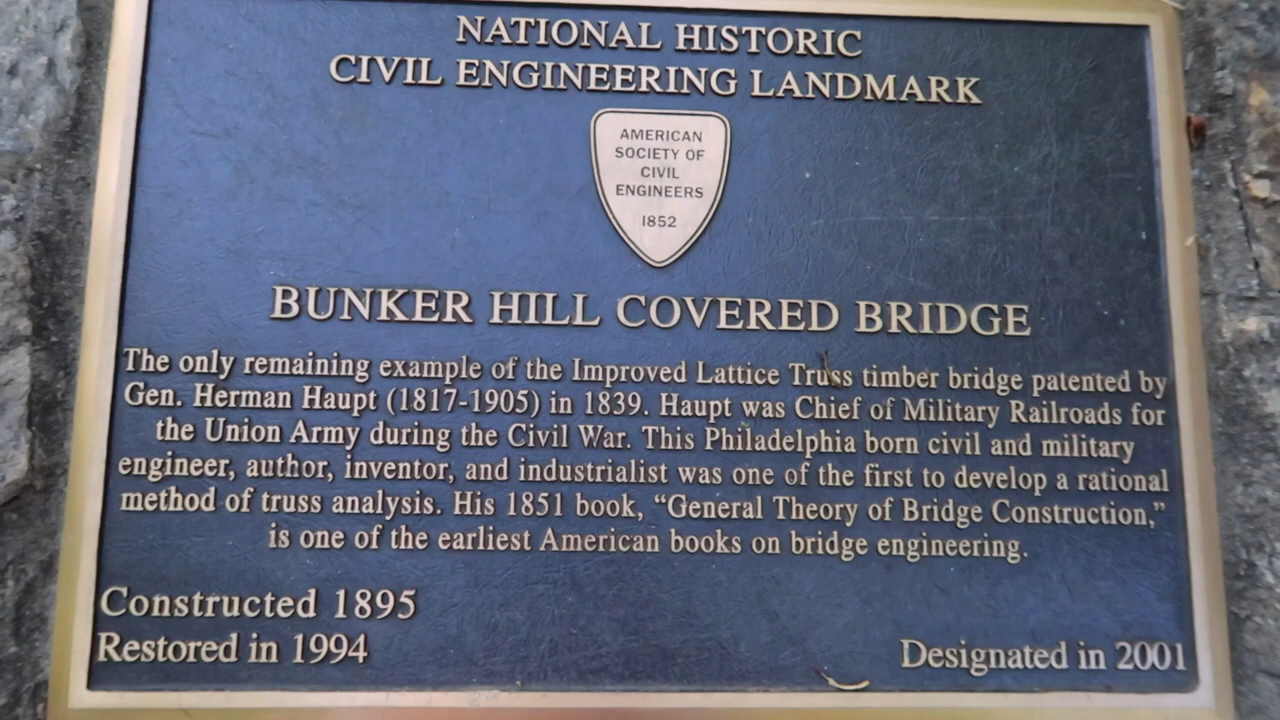 NATIONAL HISTORIC
CIVIL ENGINEERING LANDMARK
AMERICAN
SOCIETY OF
CIVIL
ENGINEERS
1852
BUNKER HILL COVERED BRIDGE
The only remaining example of the Improved Lattice Truss timber bridge patented by
Gen. Herman Haupt (1817-1905) in 1839. Haupt was Chief of Military Railroads for
the Union Army during the Civil War. This Philadelphia born civil and military
engineer, author, inventor, and industrialist was one of the first to develop a rational
method of truss analysis. His 1851 book, “General Theory of Bridge Construction,”
is one of the earliest American books on bridge engineering.
Constructed 1895
Restored in 1994
Designated in 2001